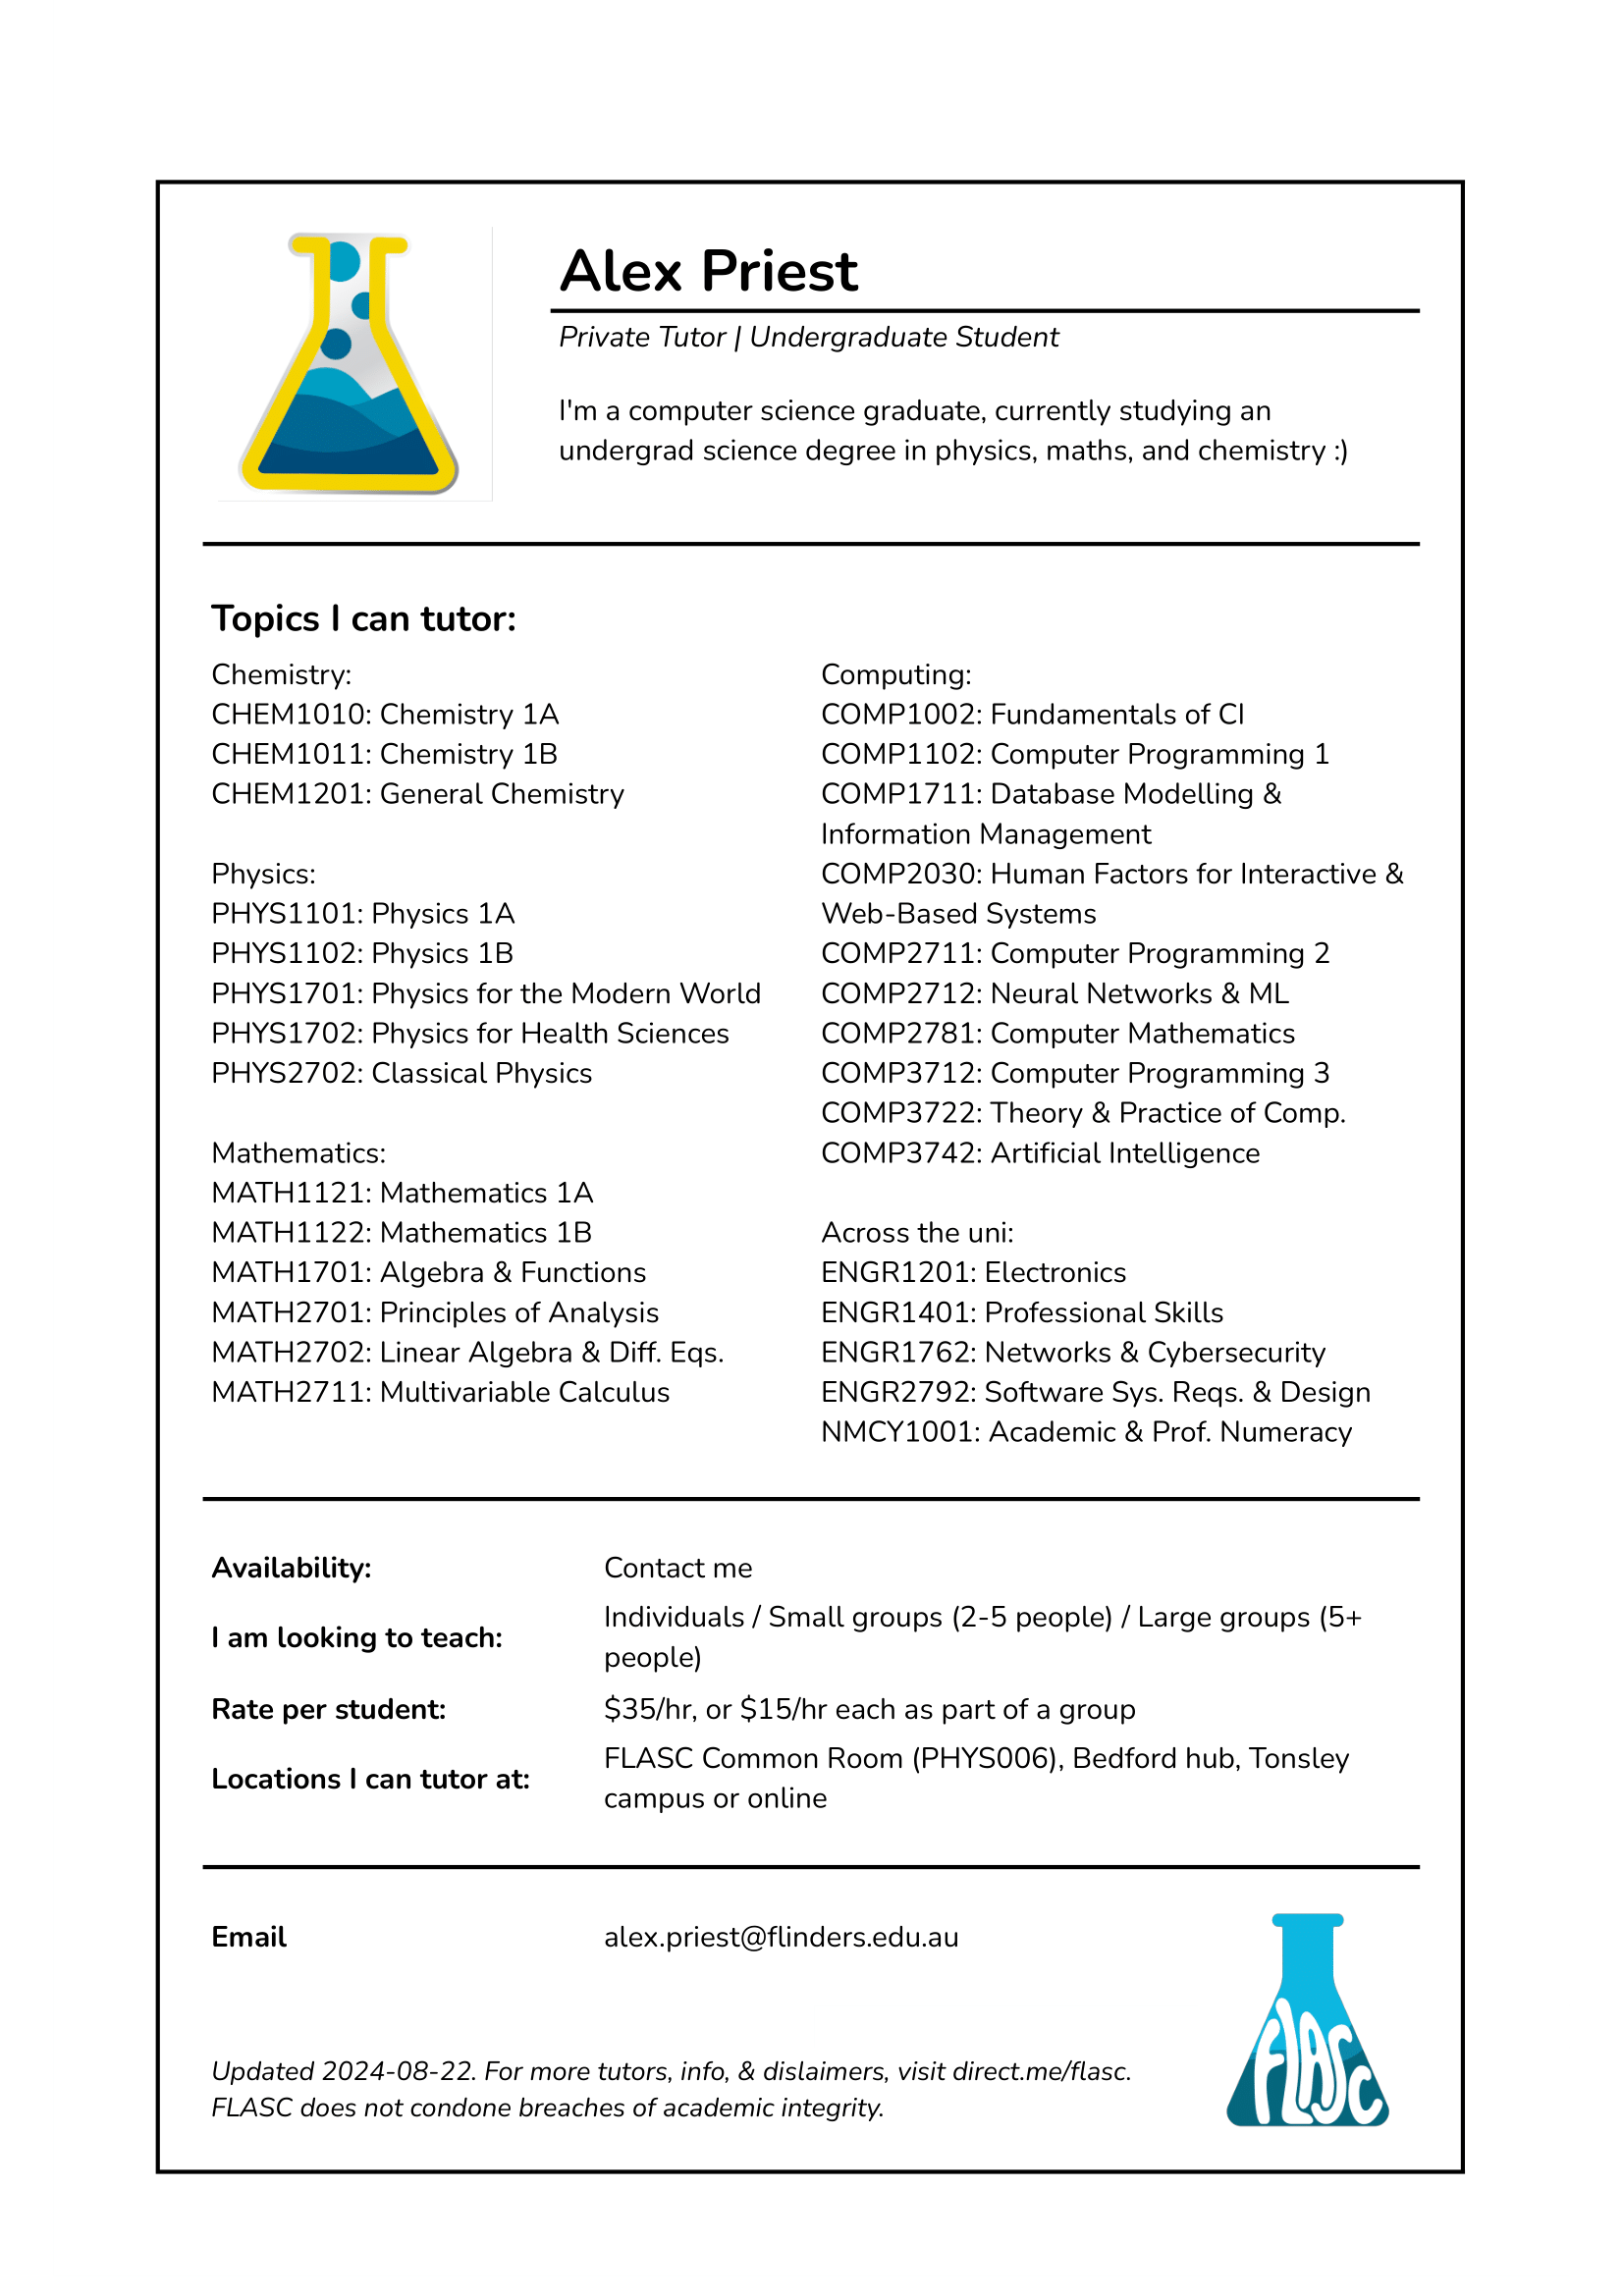 Alex Priest
Private Tutor | Undergraduate Student
I'm a computer science graduate, currently studying an
undergrad science degree in physics, maths, and chemistry :)
Topics I can tutor:
Chemistry:
CHEM1010: Chemistry 1A
CHEM1011: Chemistry 1B
CHEM1201: General Chemistry
Physics:
PHYS1101: Physics 1A
PHYS1102: Physics 1B
PHYS1701: Physics for the Modern World
PHYS1702: Physics for Health Sciences
PHYS2702: Classical Physics
Mathematics:
MATH1121: Mathematics 1A
MATH1122: Mathematics 1B
MATH1701: Algebra & Functions
MATH2701: Principles of Analysis
MATH2702: Linear Algebra & Diff. Eqs.
MATH2711: Multivariable Calculus
Computing:
COMP1002: Fundamentals of CI
COMP1102: Computer Programming 1
COMP1711: Database Modelling &
Information Management
COMP2030: Human Factors for Interactive &
Web-Based Systems
COMP2711: Computer Programming 2
COMP2712: Neural Networks & ML
COMP2781: Computer Mathematics
COMP3712: Computer Programming 3
COMP3722: Theory & Practice of Comp.
COMP3742: Artificial Intelligence
Across the uni:
ENGR1201: Electronics
ENGR1401: Professional Skills
ENGR1762: Networks & Cybersecurity
ENGR2792: Software Sys. Reqs. & Design
NMCY1001: Academic & Prof. Numeracy
Availability: Contact me
I am looking to teach: Individuals / Small groups (2-5 people) / Large groups (5+
people)
Rate per student: $35/hr, or $15/hr each as part of a group
Locations I can tutor at: FLASC Common Room (PHYS006), Bedford hub, Tonsley
campus or online
Email alex.priest@flinders.edu.au
Updated 2024-08-22. For more tutors, info, & dislaimers, visit direct.me/flasc.
FLASC does not condone breaches of academic integrity.
FLASC